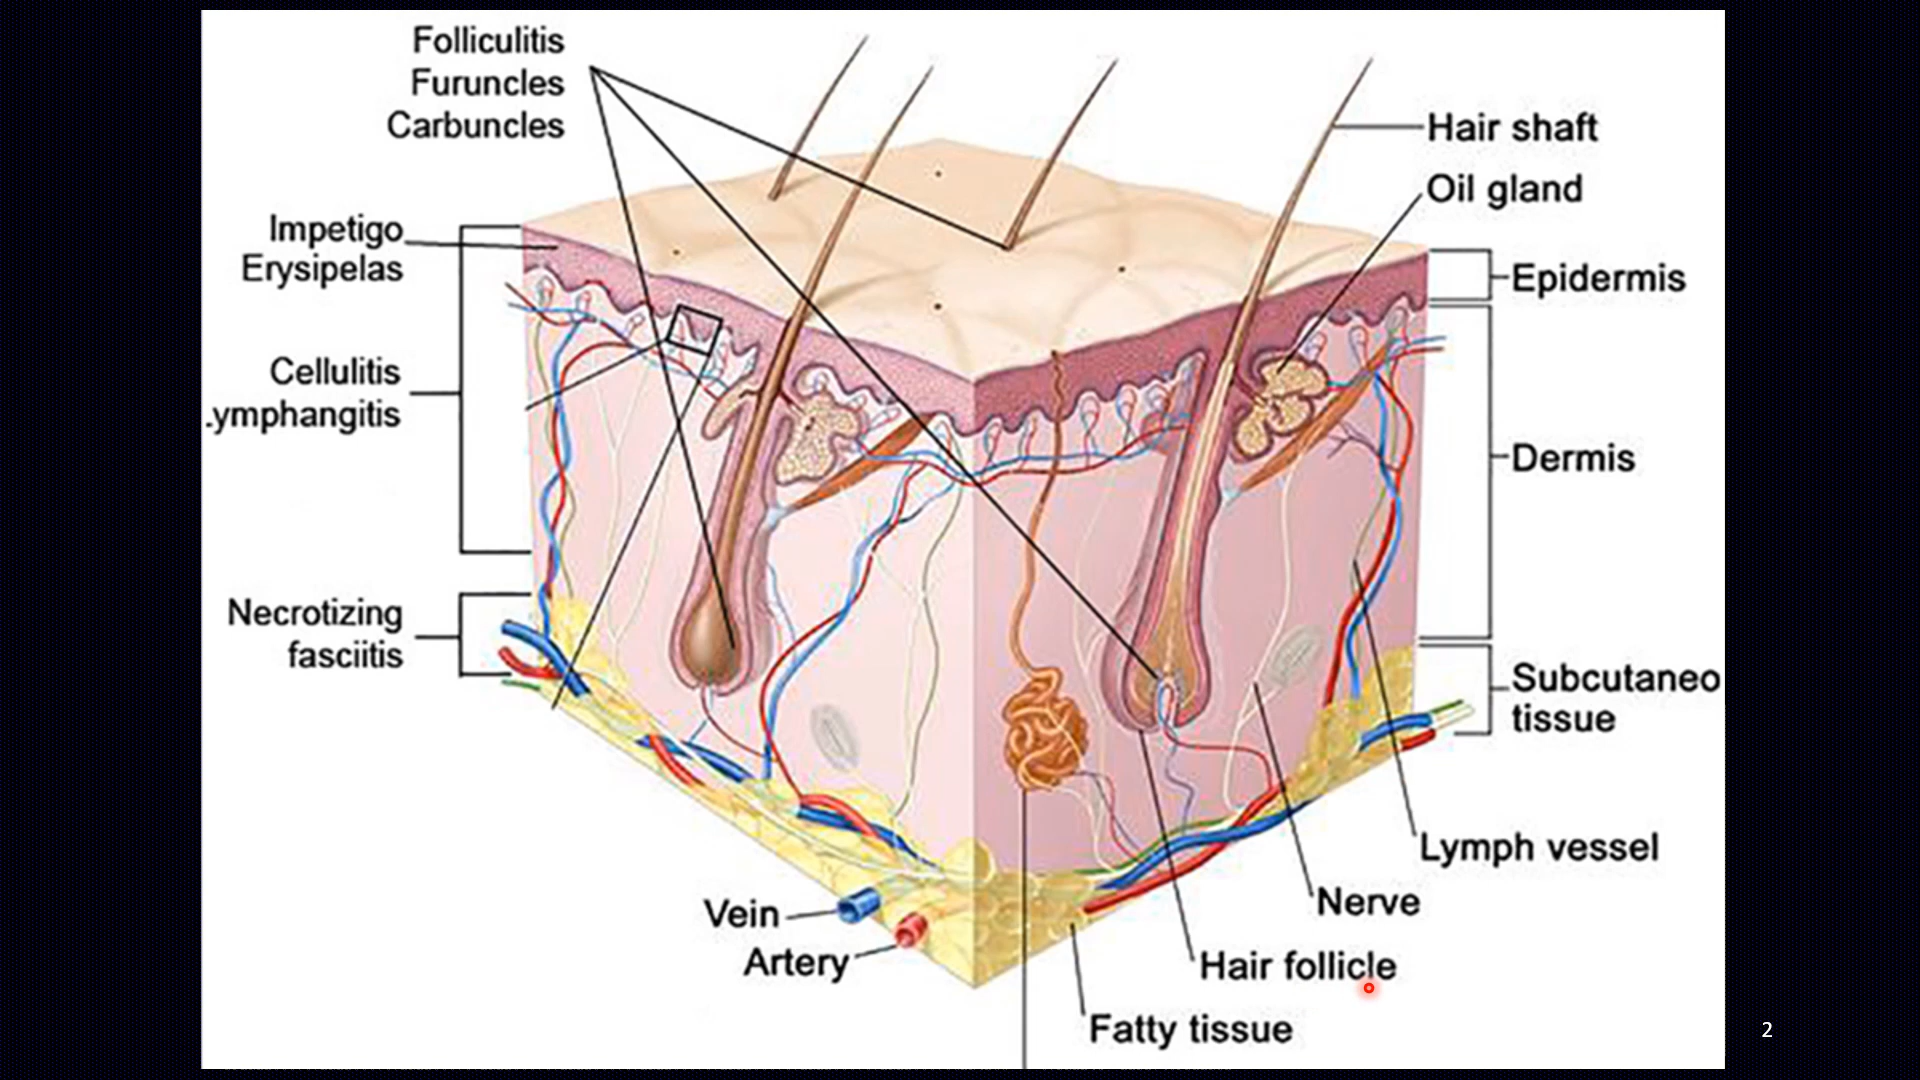 Folliculitis
Furuncles
Carbuncles
Impetigo
Erysipelas
Cellulitis
.ymphangitis
Necrotizing
fasciitis
Hair shaft
Oil gland
Epidermis
Dermis
Subcutaneo
tissue
Lymph vessel
Nerve
Hair follicle
Fatty tissue
Vein
Artery
2